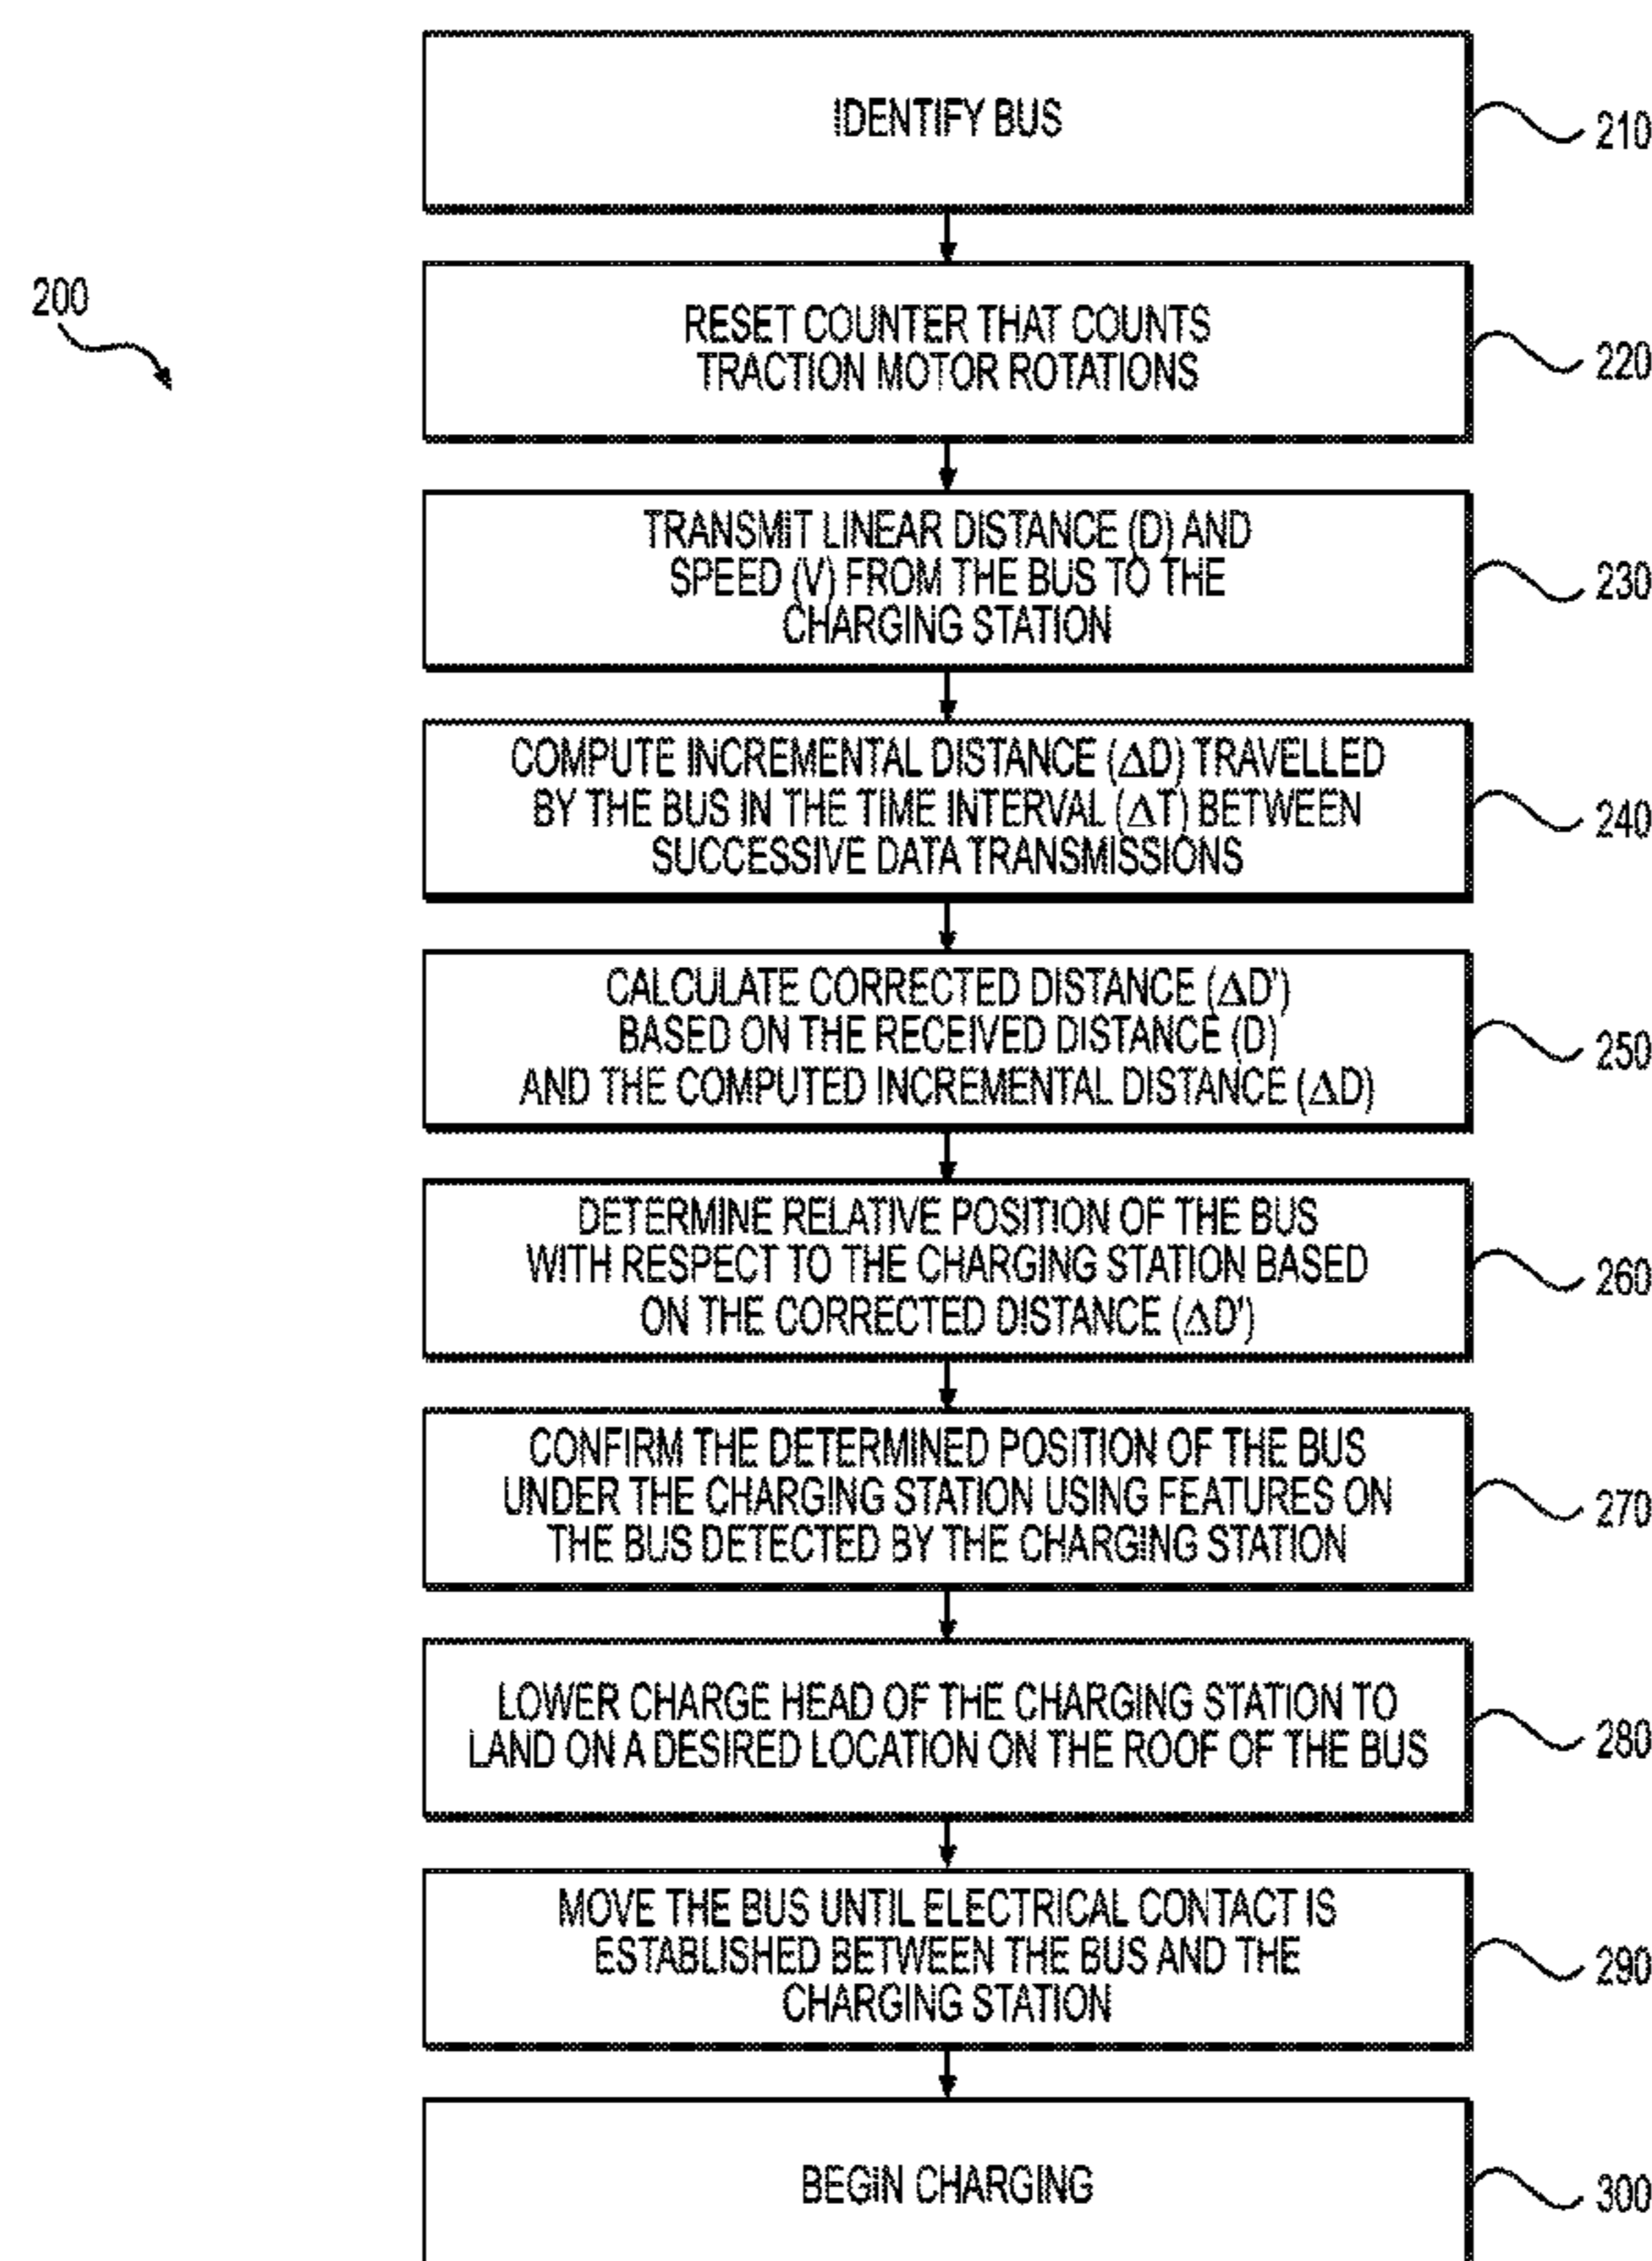 IDENTIFY BUS
210
200
RESET COUNTER THAT COUNTS
TRACTION MOTOR ROTATIONS
220
TRANSMIT LINEAR DISTANCE (D) AND
SPEED (V) FROM THE BUS TO THE
CHARGING STATION
230
COMPUTE INCREMENTAL DISTANCE (ΔD) TRAVELLED
BY THE BUS IN THE TIME INTERVAL (ΔT) BETWEEN
SUCCESSIVE DATA TRANSMISSIONS
240
CALCULATE CORRECTED DISTANCE (ΔD')
BASED ON THE RECEIVED DISTANCE (D)
AND THE COMPUTED INCREMENTAL DISTANCE (ΔD)
250
DETERMINE RELATIVE POSITION OF THE BUS
WITH RESPECT TO THE CHARGING STATION BASED
ON THE CORRECTED DISTANCE (ΔD')
260
CONFIRM THE DETERMINED POSITION OF THE BUS
UNDER THE CHARGING STATION USING FEATURES ON
THE BUS DETECTED BY THE CHARGING STATION
270
LOWER CHARGE HEAD OF THE CHARGING STATION TO
LAND ON A DESIRED LOCATION ON THE ROOF OF THE BUS
280
MOVE THE BUS UNTIL ELECTRICAL CONTACT IS
ESTABLISHED BETWEEN THE BUS AND THE
CHARGING STATION
290
BEGIN CHARGING
300